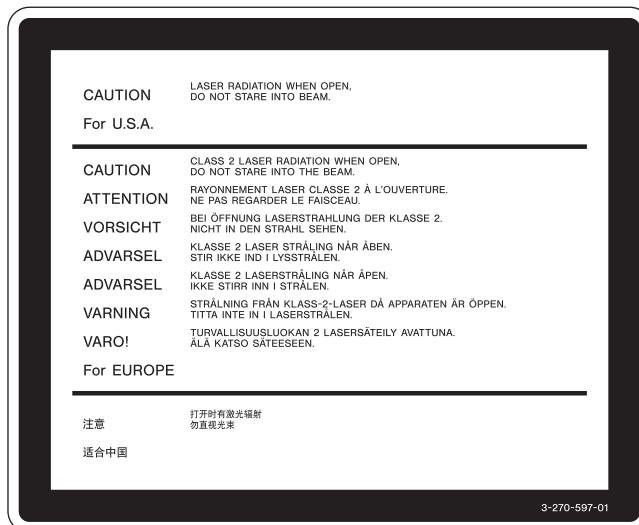 CAUTION
LASER RADIATION WHEN OPEN,
DO NOT STARE INTO BEAM.
For U.S.A.
CAUTION
CLASS 2 LASER RADIATION WHEN OPEN,
DO NOT STARE INTO THE BEAM.
ATTENTION
RAYONNEMENT LASER CLASSE 2 À L'OUVERTURE.
NE PAS REGARDER LE FAISCEAU.
VORSICHT
BEI ÖFFNUNG LASERSTRAHLUNG DER KLASSE 2.
NICHT IN DEN STRAHL SEHEN.
ADVARSEL
KLASSE 2 LASER STRÅLING NÅR ÅBEN.
STIR IKKE IND I LYSSTRÅLEN.
ADVARSEL
KLASSE 2 LASERSTRÅLING NÅR ÅPEN.
IKKE STIRR INN I STRÅLEN.
VARNING
STRÅLNING FRÅN KLASS-2-LASER DÅ APPARATEN ÄR ÖPPEN.
TITTA INTE IN I LASERSTRÅLEN.
VARO!
TURVALLISUUSLUOKAN 2 LASERSÄTEILY AVATTUNA.
ÄLÄ KATSO SÄTEESEEN.
For EUROPE
注意
打开时有激光辐射
勿直视光束
适合中国
3-270-597-01